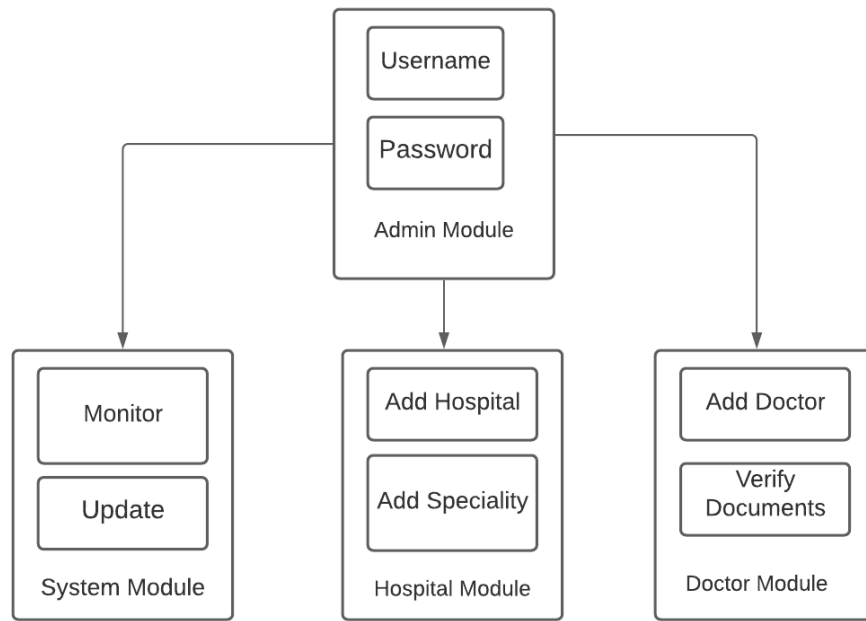 Username
Password
Admin Module
Monitor
Update
System Module
Add Hospital
Add Speciality
Hospital Module
Add Doctor
Verify
Documents
Doctor Module